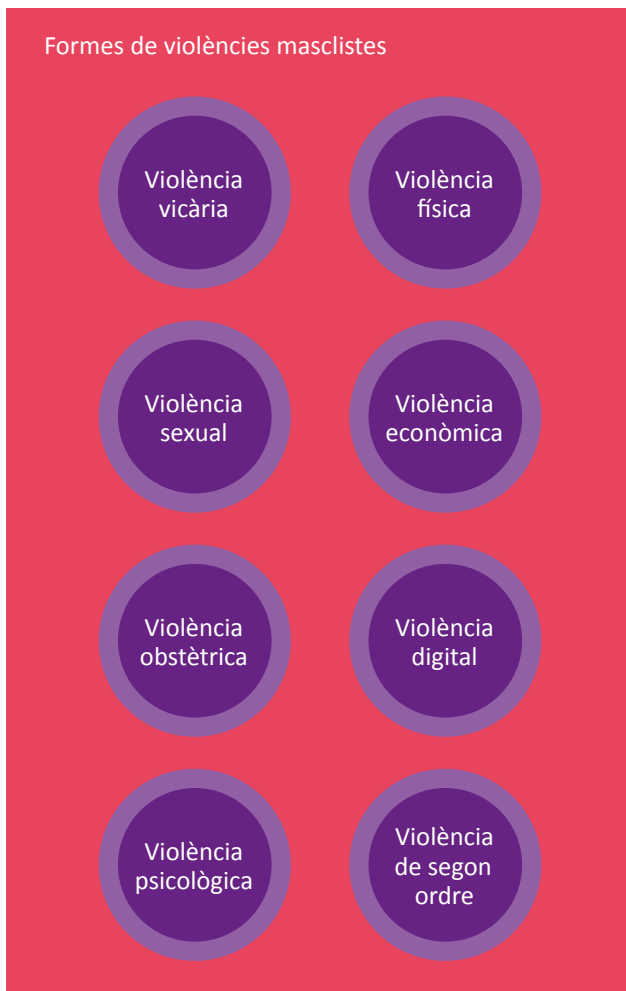 Formes de violències masclistes
Violència
vicària
Violència
física
Violència
sexual
Violència
econòmica
Violència
obstètrica
Violència
digital
Violència
psicològica
Violència
de segon
ordre